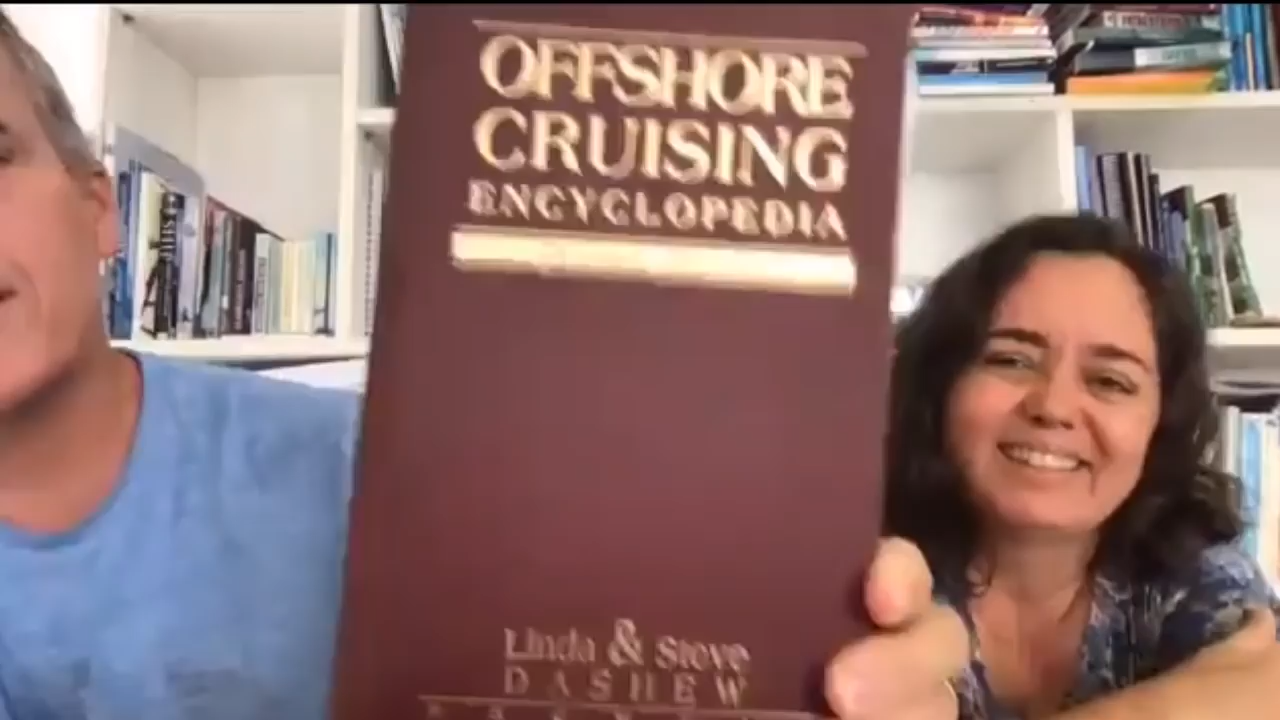 OFFSHORE
CRUISING
ENCYCLOPEDIA
Linda & Steve
DASHEW